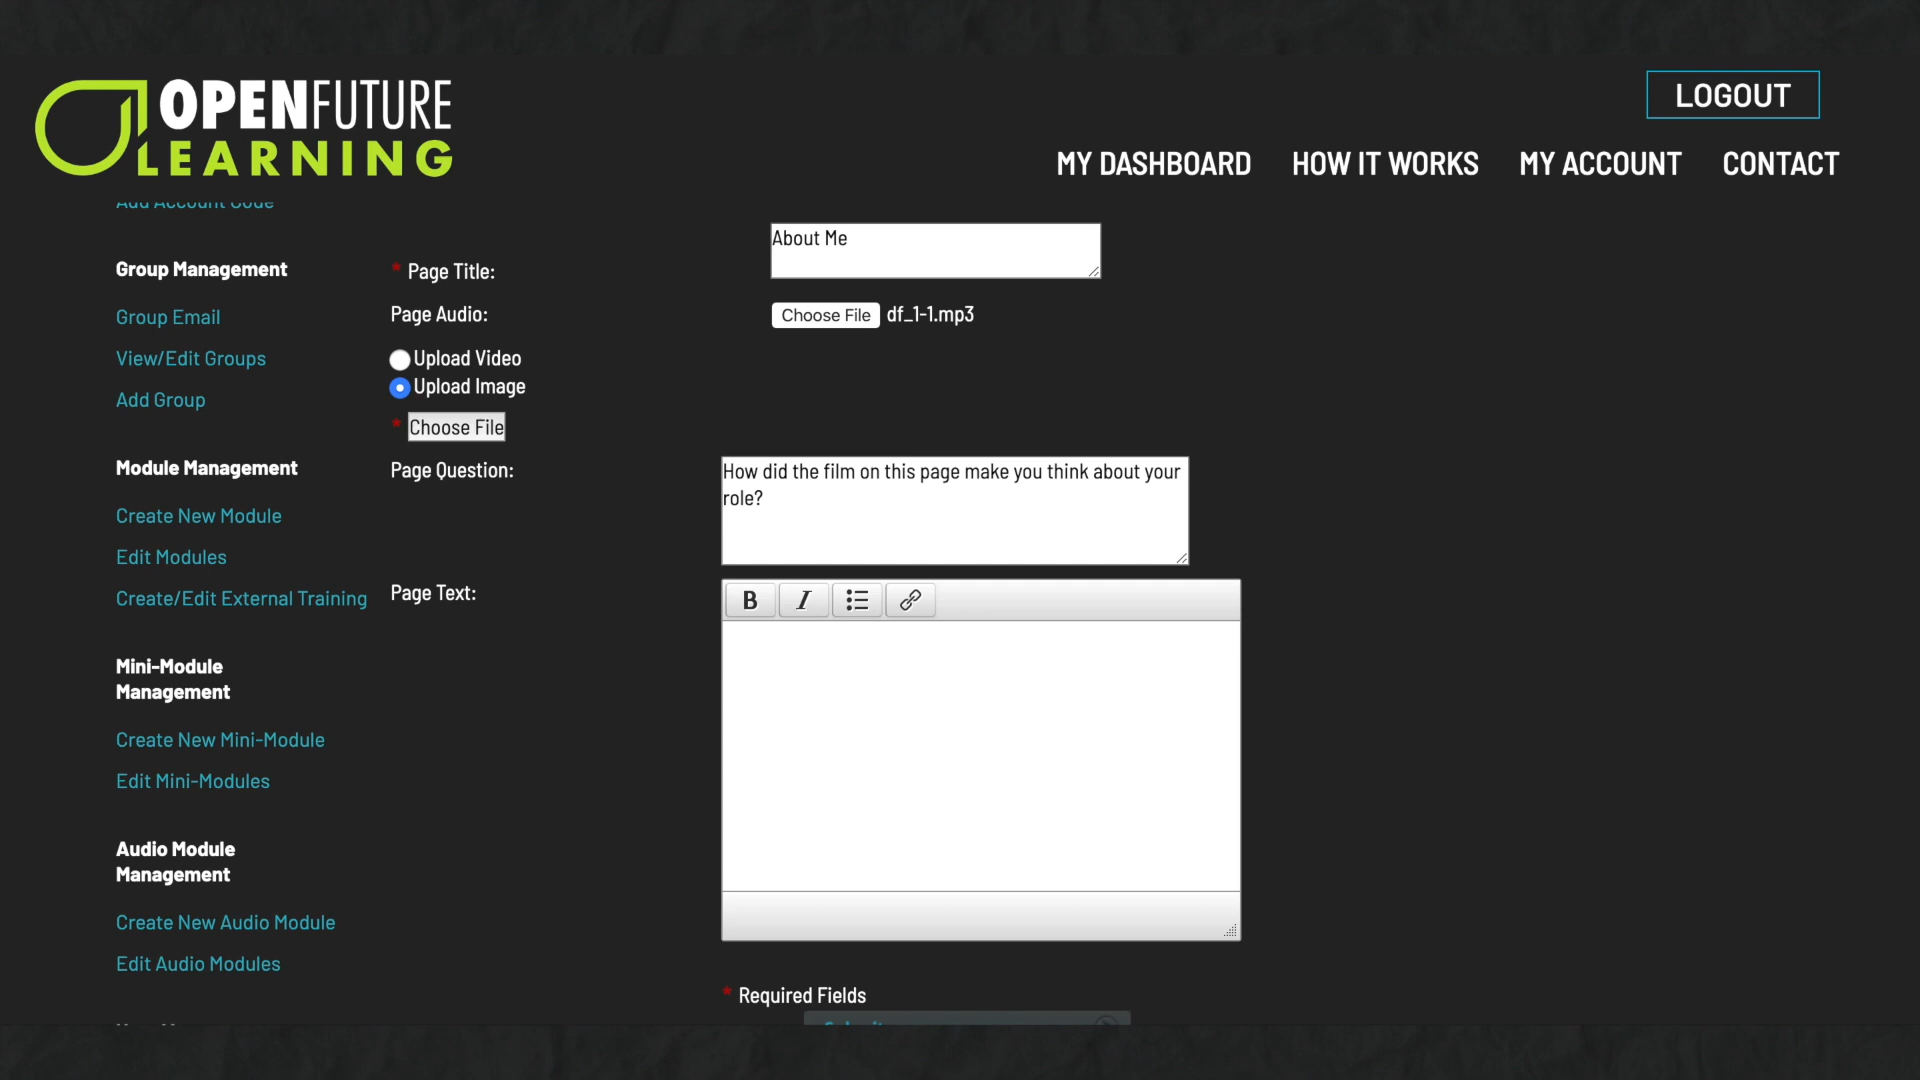 OPENFUTURE
LEARNING
LOGOUT
MY DASHBOARD HOW IT WORKS MY ACCOUNT CONTACT
Add Account Code
Group Management
Group Email
View/Edit Groups
Add Group
Module Management
Create New Module
Edit Modules
Create/Edit External Training
Mini-Module
Management
Create New Mini-Module
Edit Mini-Modules
Audio Module
Management
Create New Audio Module
Edit Audio Modules
* Page Title:
About Me
Page Audio:
Choose File df_1-1.mp3
Upload Video
Upload Image
* Choose File
Page Question:
How did the film on this page make you think about your
role?
Page Text:
B I
* Required Fields
Submit